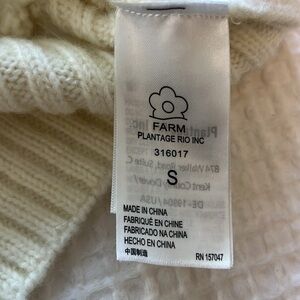 FARM
PLANTAGE RIO INC
316017
S
MADE IN CHINA
FABRIQUÉ EN CHINE
FABRICADO NA CHINA
HECHO EN CHINA
中国制造
RN 157047